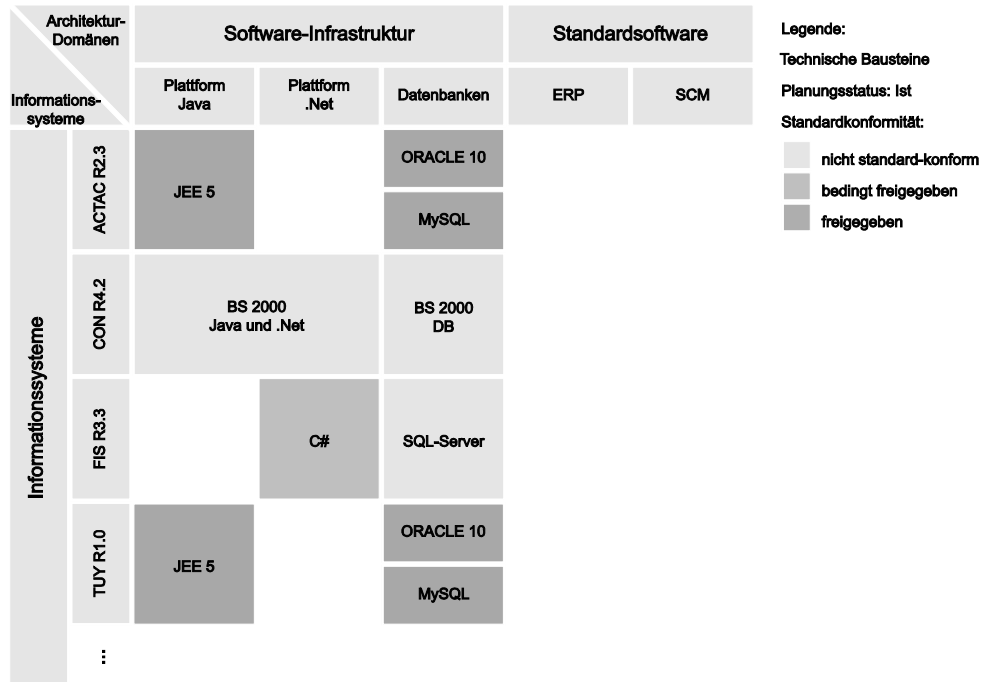 Architektur-
Domänen
Informations-
systeme
Software-Infrastruktur
Standardsoftware
Plattform
Java
Plattform
.Net
Datenbanken
ERP
SCM
Informationssysteme
ACTAC R2.3
JEE 5
ORACLE 10
MySQL
CON R4.2
BS 2000
Java und .Net
BS 2000
DB
FIS R3.3
C#
SQL-Server
TUY R1.0
JEE 5
ORACLE 10
MySQL
...
Legende:
Technische Bausteine
Planungsstatus: Ist
Standardkonformität:
nicht standard-konform
bedingt freigegeben
freigegeben